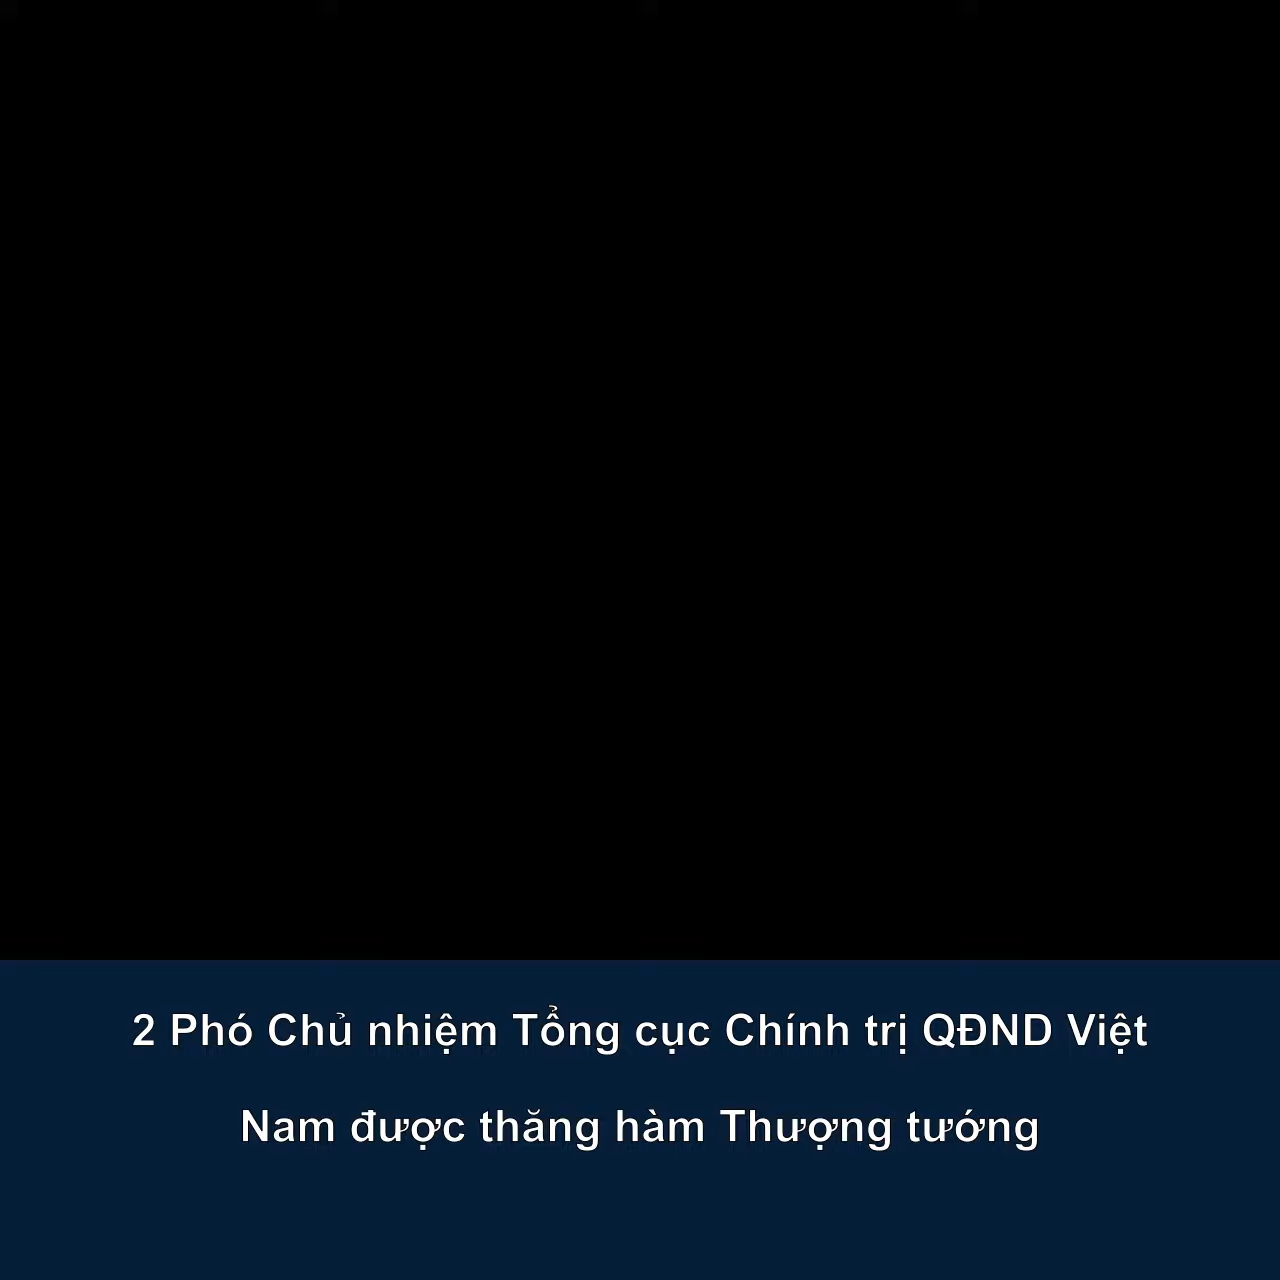 2 Phó Chủ nhiệm Tổng cục Chính trị QĐND Việt
Nam được thăng hàm Thượng tướng